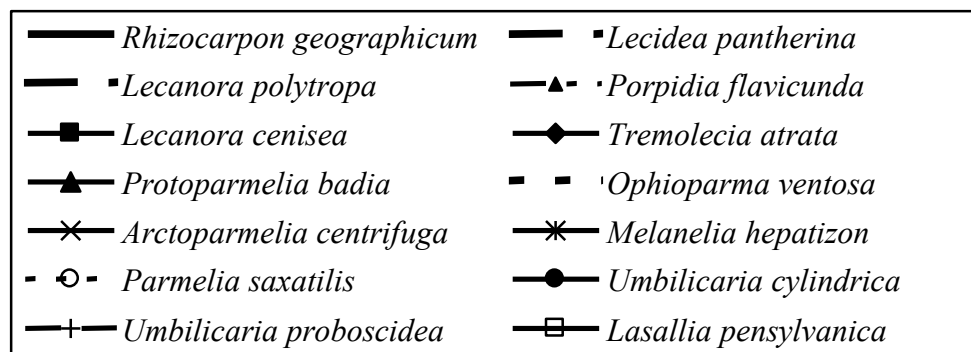 Rhizocarpon geographicum Lecidea pantherina
Lecanora polytropa Porpidia flavicunda
Lecanora cenisea Tremolecia atrata
Protoparmelia badia Ophioparma ventosa
Arctoparmelia centrifuga Melanelia hepatizon
Parmelia saxatilis Umbilicaria cylindrica
Umbilicaria proboscidea Lasallia pensylvanica